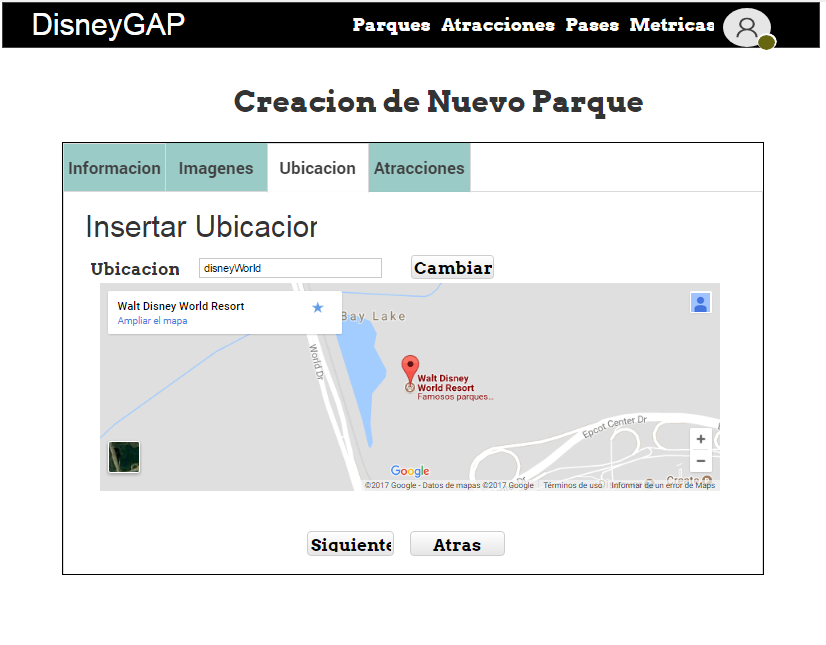 DisneyGAP
Parques Atracciones Pases Metricas
Creacion de Nuevo Parque
Informacion Imagenes Ubicacion Atracciones
Insertar Ubicacion
Ubicacion disneyWorld Cambiar
Walt Disney World Resort
Ampliar el mapa
Bay Lake
World Dr
Walt Disney
World Resort
Famosos parques...
Epcot Center Dr
+
−
Google
©2017 Google - Datos de mapas ©2017 Google Términos de uso Informar de un error de Maps
Siguiente Atras